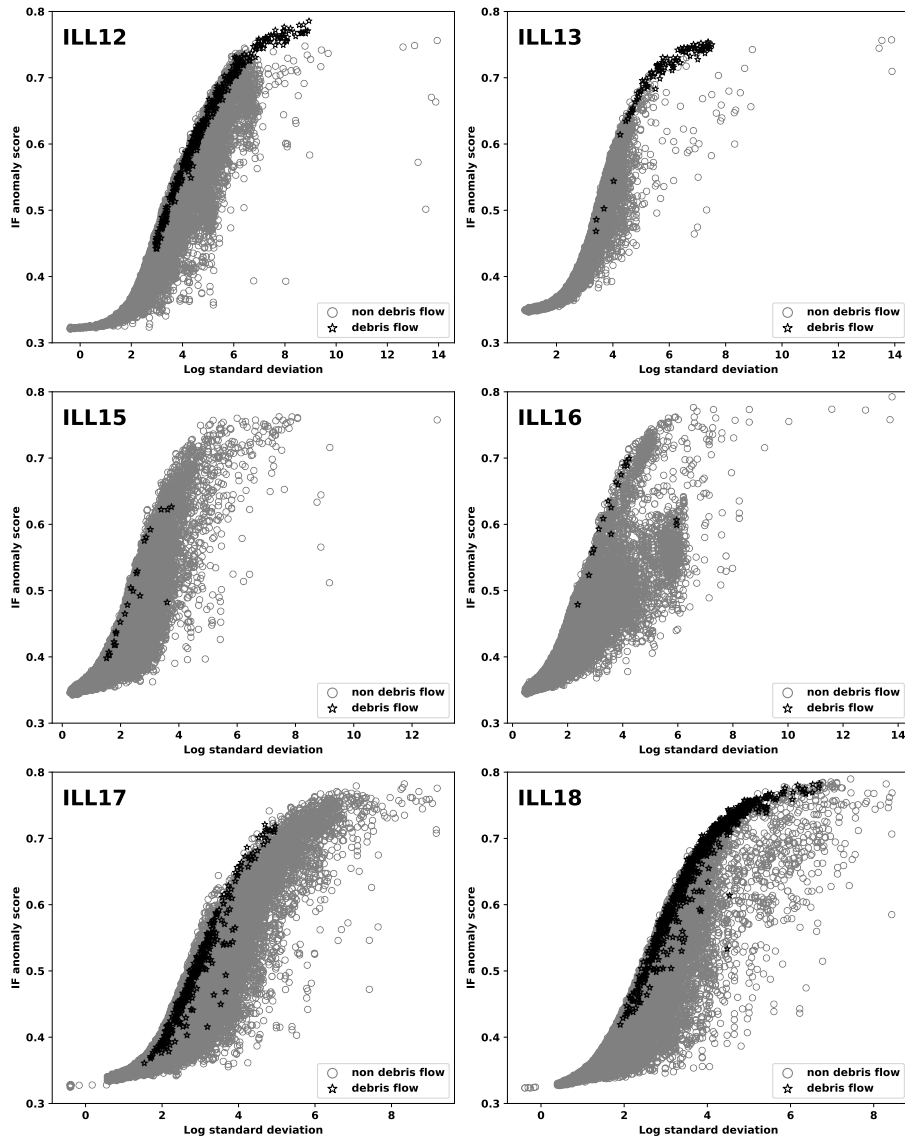 ILL12
0.8
0.7
0.6
0.5
0.4
0.3
IF anomaly score
0 2 4 6 8 10 12 14
Log standard deviation
non debris flow
debris flow
ILL13
0.8
0.7
0.6
0.5
0.4
0.3
IF anomaly score
2 4 6 8 10 12 14
Log standard deviation
non debris flow
debris flow
ILL15
0.8
0.7
0.6
0.5
0.4
0.3
IF anomaly score
0 2 4 6 8 10 12
Log standard deviation
non debris flow
debris flow
ILL16
0.8
0.7
0.6
0.5
0.4
0.3
IF anomaly score
0 2 4 6 8 10 12 14
Log standard deviation
non debris flow
debris flow
ILL17
0.8
0.7
0.6
0.5
0.4
0.3
IF anomaly score
0 2 4 6 8
Log standard deviation
non debris flow
debris flow
ILL18
0.8
0.7
0.6
0.5
0.4
0.3
IF anomaly score
0 2 4 6 8
Log standard deviation
non debris flow
debris flow